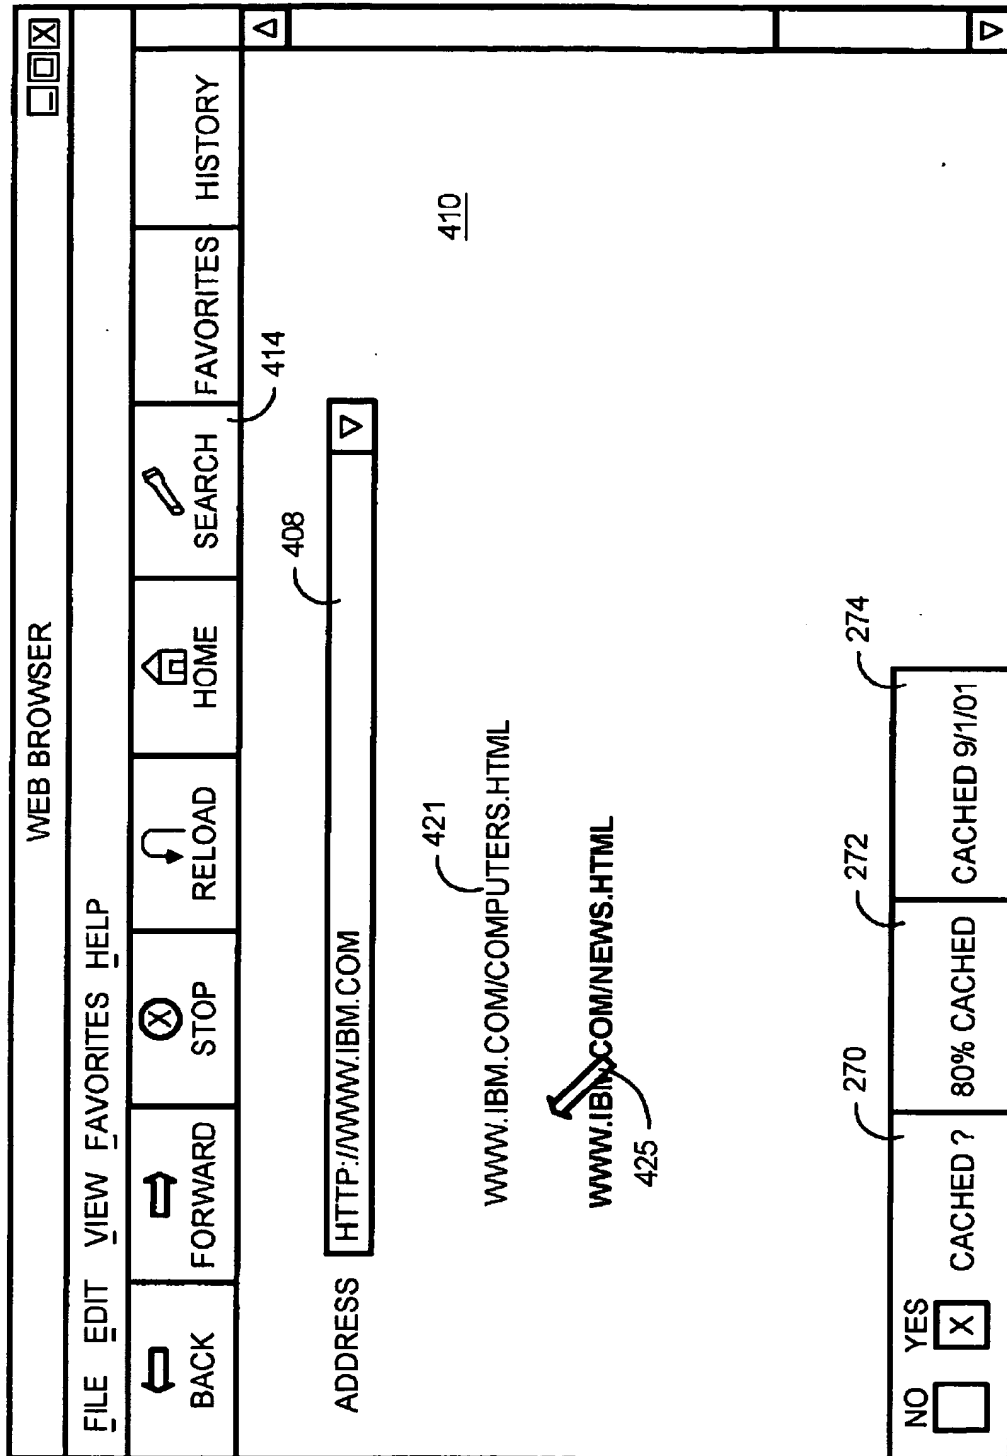 WEB BROWSER
FILE EDIT VIEW FAVORITES HELP
BACK FORWARD STOP RELOAD HOME SEARCH FAVORITES HISTORY
414
ADDRESS HTTP://WWW.IBM.COM
408
410
421
WWW.IBM.COM/COMPUTERS.HTML
WWW.IBM.COM/NEWS.HTML
425
270 272 274
NO YES CACHED ? 80% CACHED CACHED 9/1/01
X